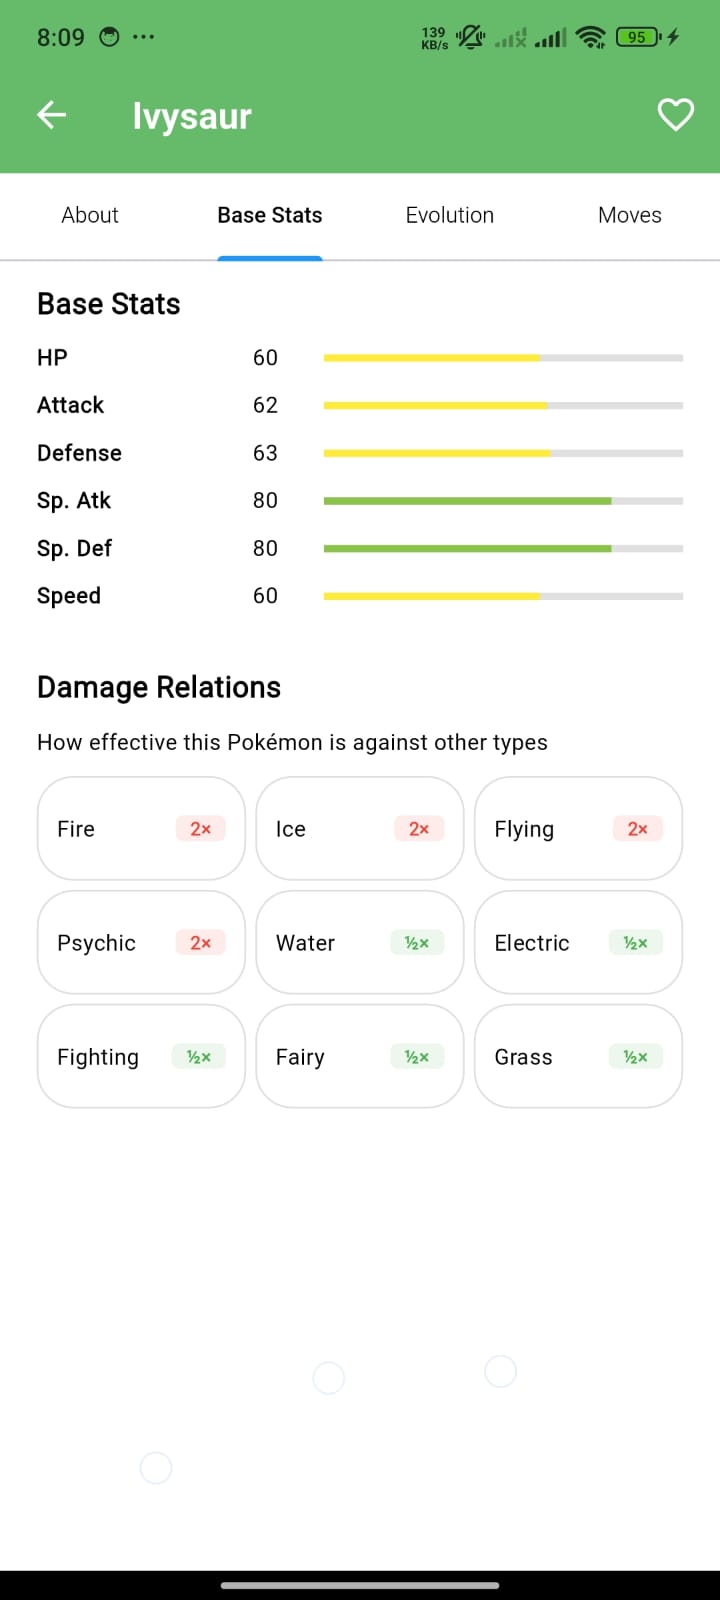 8:09 139 KB/s 95
Ivysaur
About Base Stats Evolution Moves
Base Stats
HP 60
Attack 62
Defense 63
Sp. Atk 80
Sp. Def 80
Speed 60
Damage Relations
How effective this Pokémon is against other types
Fire 2× Ice 2× Flying 2×
Psychic 2× Water ½× Electric ½×
Fighting ½× Fairy ½× Grass ½×